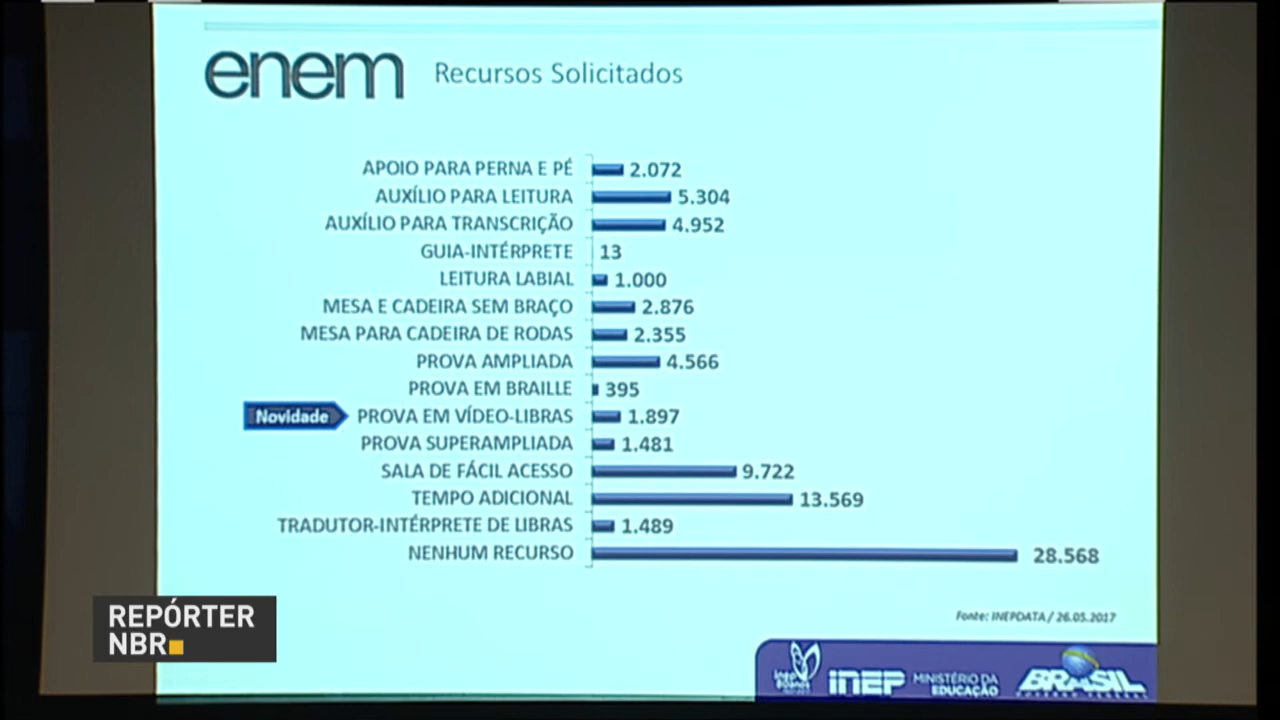 enem Recursos Solicitados
APOIO PARA PERNA E PÉ 2.072
AUXÍLIO PARA LEITURA 5.304
AUXÍLIO PARA TRANSCRIÇÃO 4.952
GUIA-INTÉRPRETE 13
LEITURA LABIAL 1.000
MESA E CADEIRA SEM BRAÇO 2.876
MESA PARA CADEIRA DE RODAS 2.355
PROVA AMPLIADA 4.566
PROVA EM BRAILLE 395
Novidade PROVA EM VÍDEO-LIBRAS 1.897
PROVA SUPERAMPLIADA 1.481
SALA DE FÁCIL ACESSO 9.722
TEMPO ADICIONAL 13.569
TRADUTOR-INTÉRPRETE DE LIBRAS 1.489
NENHUM RECURSO 28.568
Fonte: INEPDATA / 26.05.2017
REPÓRTER
NBR
inep
80anos
INEP
MINISTÉRIO DA
EDUCAÇÃO
BRASIL
GOVERNO FEDERAL